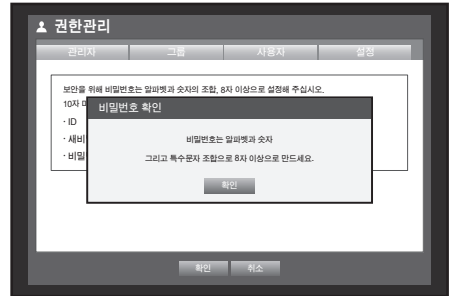 권한관리
관리자 그룹 사용자 설정
보안을 위해 비밀번호는 알파벳과 숫자의 조합, 8자 이상으로 설정해 주십시오.
10자
· ID
· 새비
· 비밀
비밀번호 확인
비밀번호는 알파벳과 숫자
그리고 특수문자 조합으로 8자 이상으로 만드세요.
확인
확인 취소